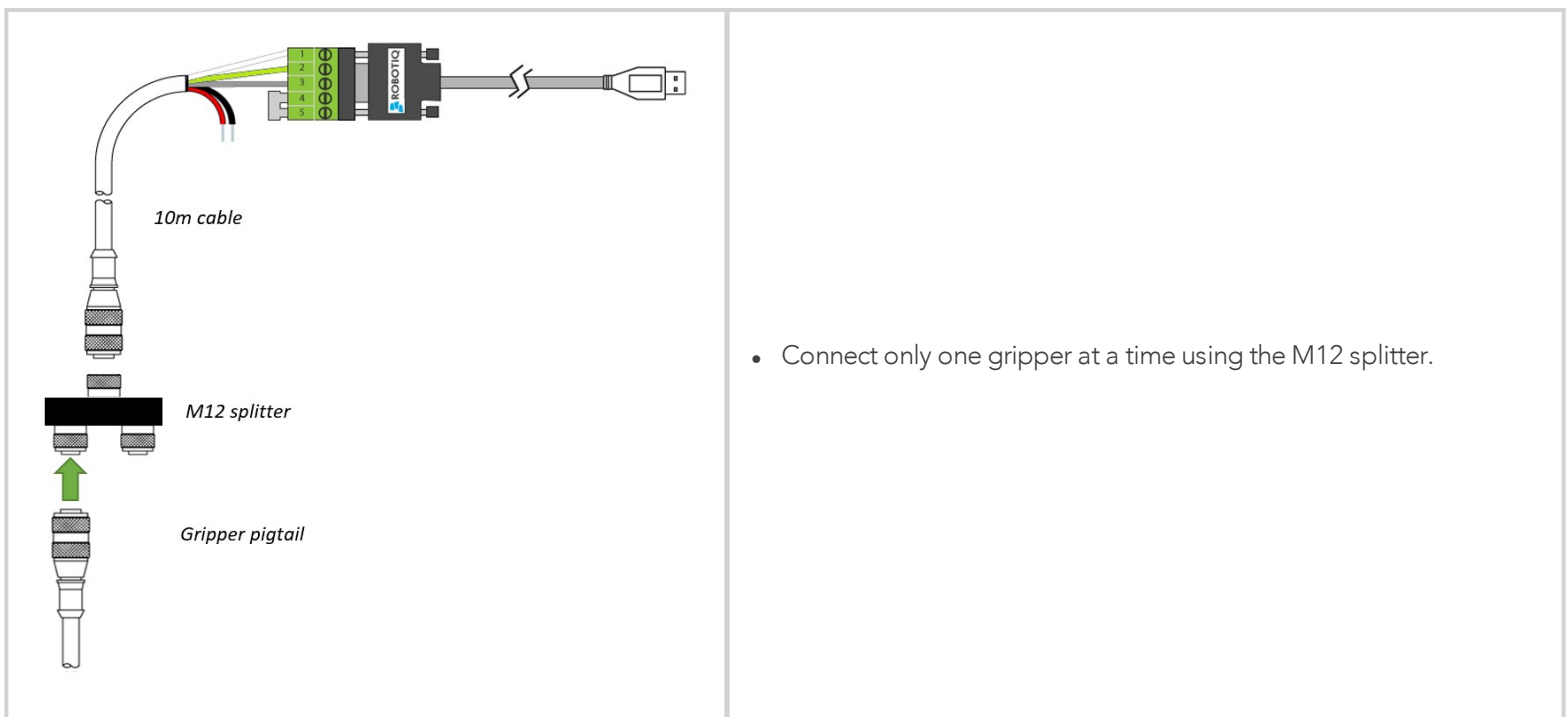 1
2
3
4
5
ROBOTIQ
10m cable
M12 splitter
Gripper pigtail
• Connect only one gripper at a time using the M12 splitter.